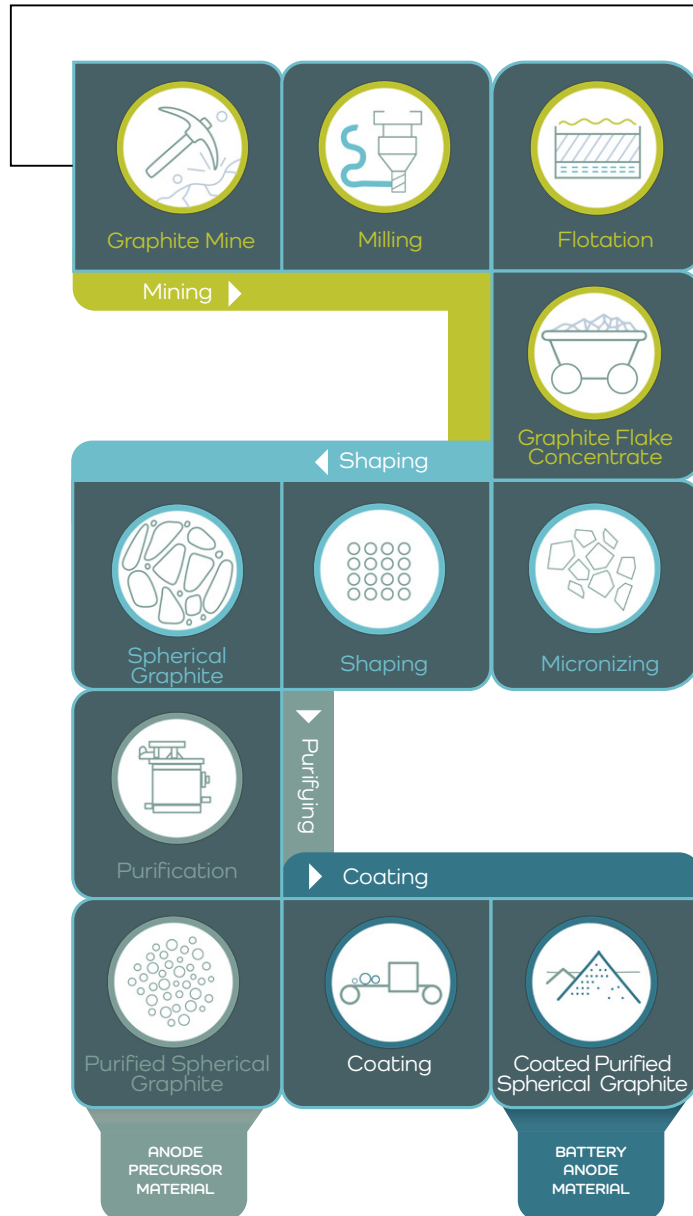 Graphite Mine
Milling
Flotation
Mining
Graphite Flake
Concentrate
Shaping
Spherical
Graphite
Shaping
Micronizing
Purifying
Purification
Coating
Purified Spherical
Graphite
Coating
Coated Purified
Spherical Graphite
ANODE
PRECURSOR
MATERIAL
BATTERY
ANODE
MATERIAL